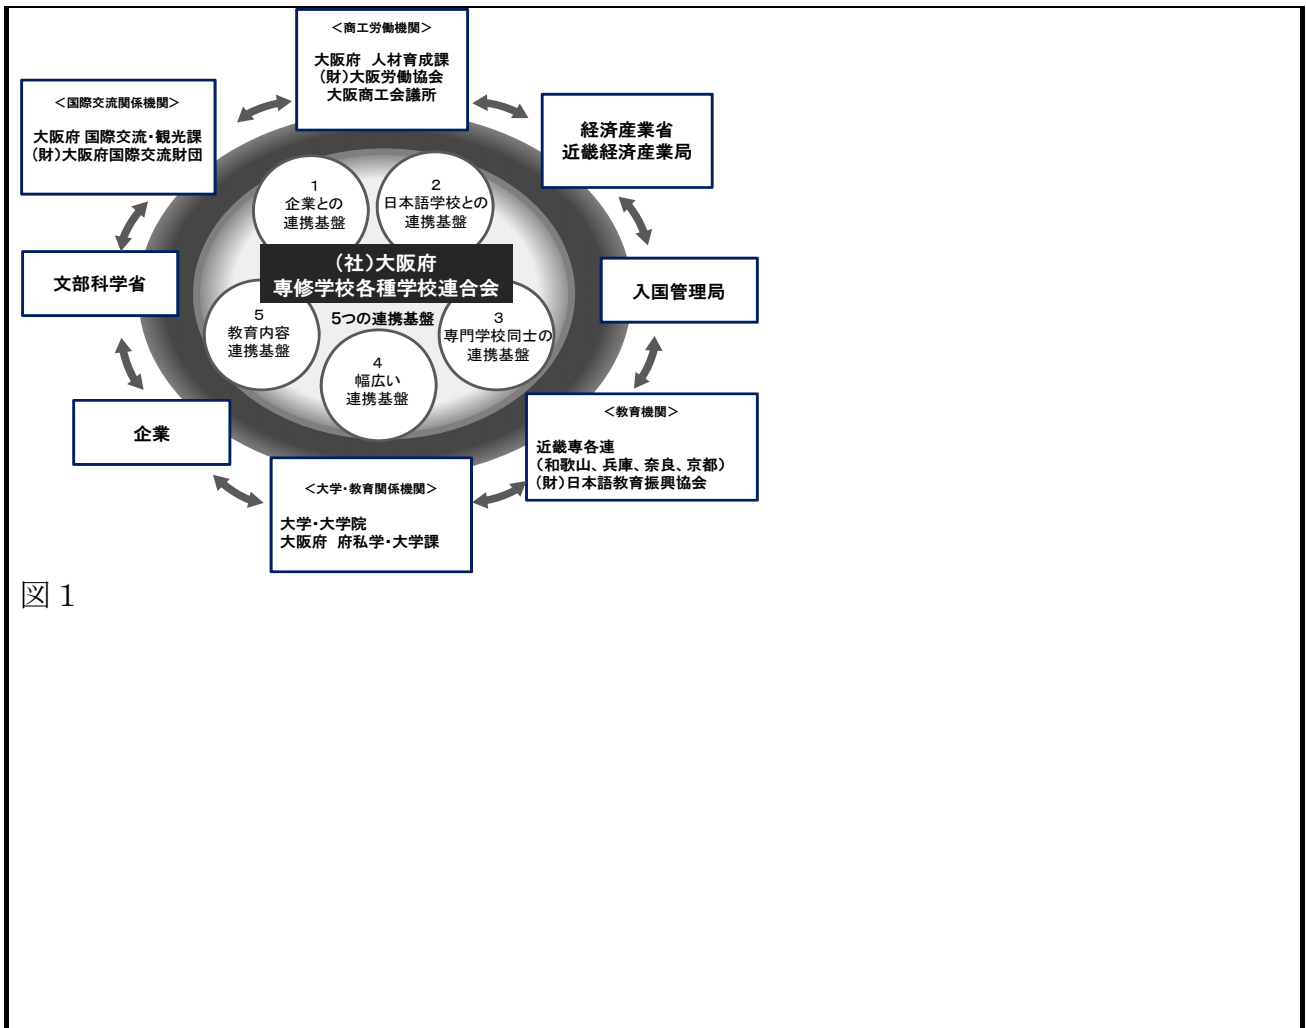 <商工労働機関>
大阪府 人材育成課
(財)大阪労働協会
大阪商工会議所
<国際交流関係機関>
大阪府 国際交流・観光課
(財)大阪府国際交流財団
経済産業省
近畿経済産業局
1
企業との
連携基盤
2
日本語学校との
連携基盤
(社)大阪府
専修学校各種学校連合会
5つの連携基盤
文部科学省
入国管理局
5
教育内容
連携基盤
3
専門学校同士の
連携基盤
4
幅広い
連携基盤
企業
<教育機関>
近畿専各連
(和歌山、兵庫、奈良、京都)
(財)日本語教育振興協会
<大学・教育関係機関>
大学・大学院
大阪府 府私学・大学課
図1